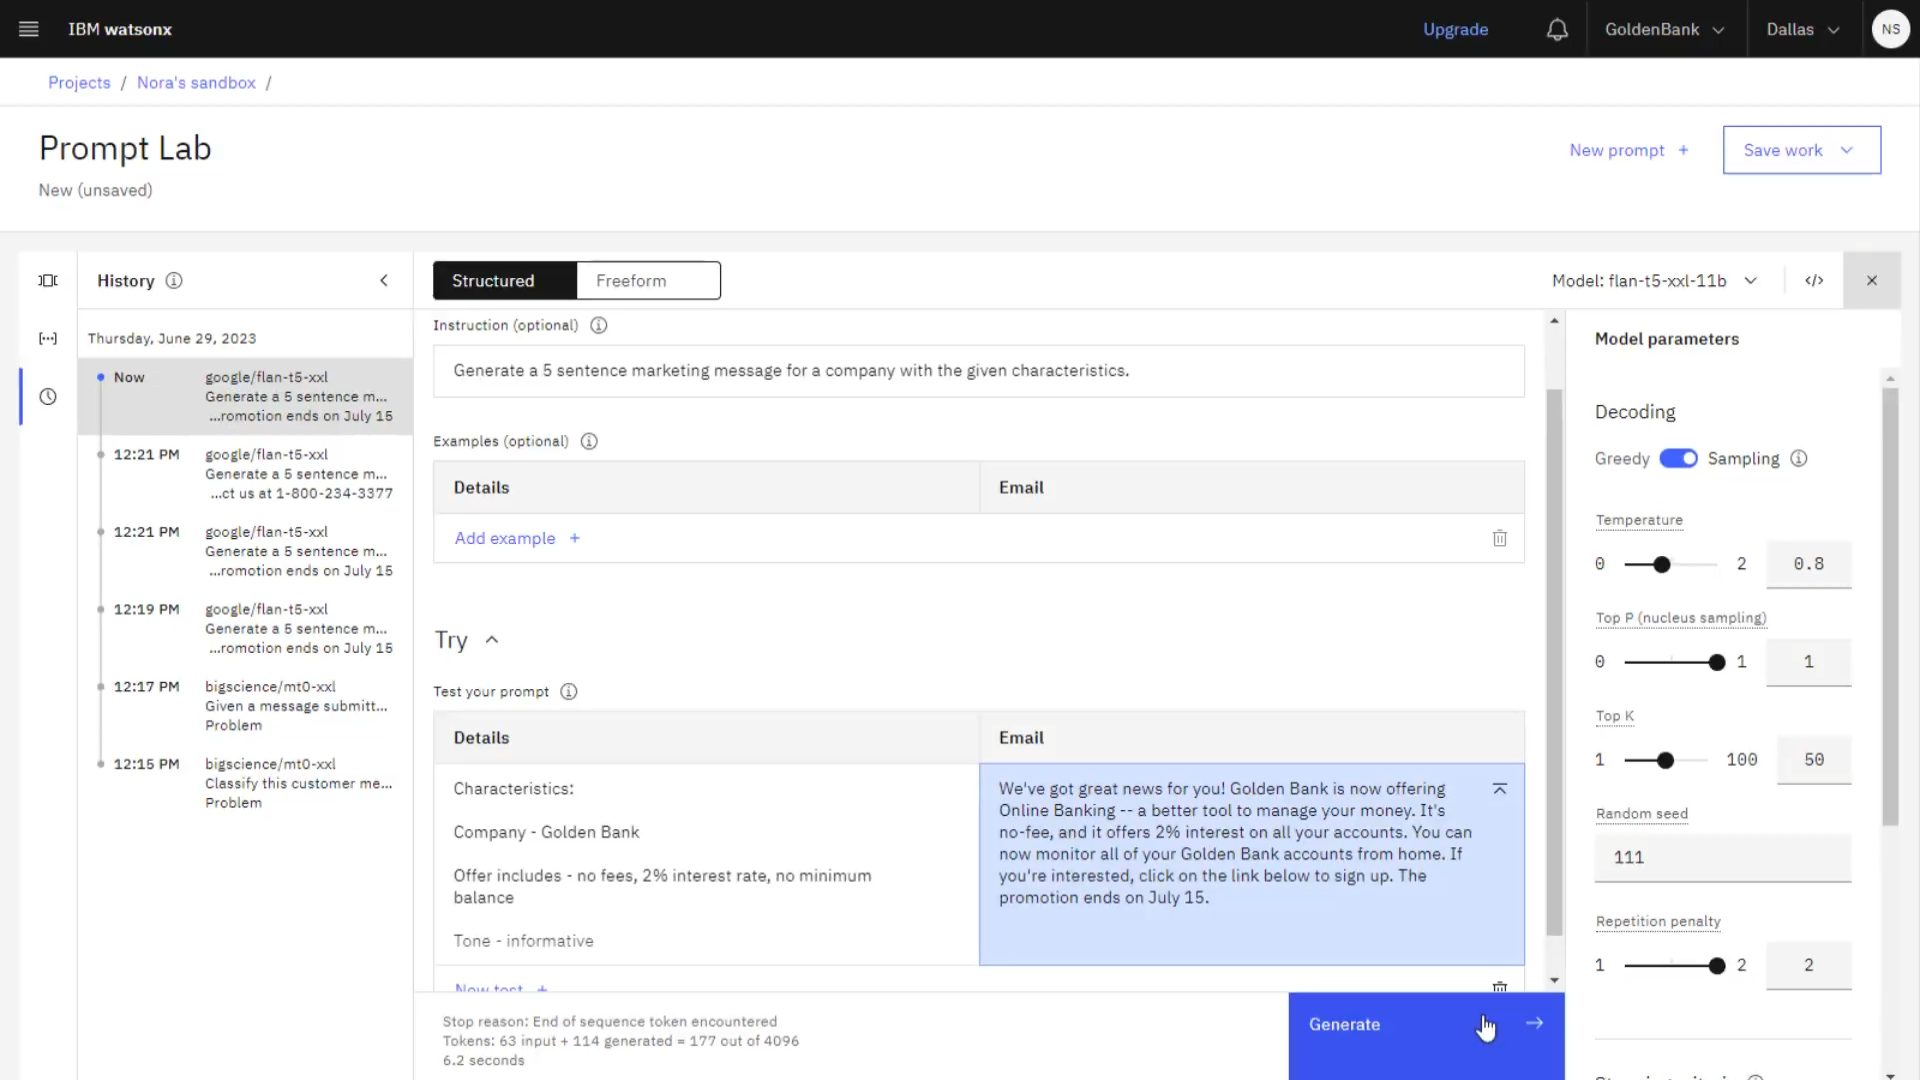 IBM watsonx
Upgrade
GoldenBank
Dallas
NS
Projects / Nora's sandbox /
Prompt Lab
New (unsaved)
New prompt +
Save work
History
Structured
Freeform
Model: flan-t5-xxl-11b
</>
Thursday, June 29, 2023
Now
google/flan-t5-xxl
Generate a 5 sentence m...
...romotion ends on July 15
12:21 PM
google/flan-t5-xxl
Generate a 5 sentence m...
...ct us at 1-800-234-3377
12:21 PM
google/flan-t5-xxl
Generate a 5 sentence m...
...romotion ends on July 15
12:19 PM
google/flan-t5-xxl
Generate a 5 sentence m...
...romotion ends on July 15
12:17 PM
bigscience/mt0-xxl
Given a message submitt...
Problem
12:15 PM
bigscience/mt0-xxl
Classify this customer me...
Problem
Instruction (optional)
Generate a 5 sentence marketing message for a company with the given characteristics.
Examples (optional)
Details
Email
Add example +
Try
Test your prompt
Details
Email
Characteristics:
Company - Golden Bank
Offer includes - no fees, 2% interest rate, no minimum
balance
Tone - informative
We've got great news for you! Golden Bank is now offering
Online Banking -- a better tool to manage your money. It's
no-fee, and it offers 2% interest on all your accounts. You can
now monitor all of your Golden Bank accounts from home. If
you're interested, click on the link below to sign up. The
promotion ends on July 15.
New test +
Stop reason: End of sequence token encountered
Tokens: 63 input + 114 generated = 177 out of 4096
6.2 seconds
Generate
Model parameters
Decoding
Greedy
Sampling
Temperature
0 2 0.8
Top P (nucleus sampling)
0 1 1
Top K
1 100 50
Random seed
111
Repetition penalty
1 2 2